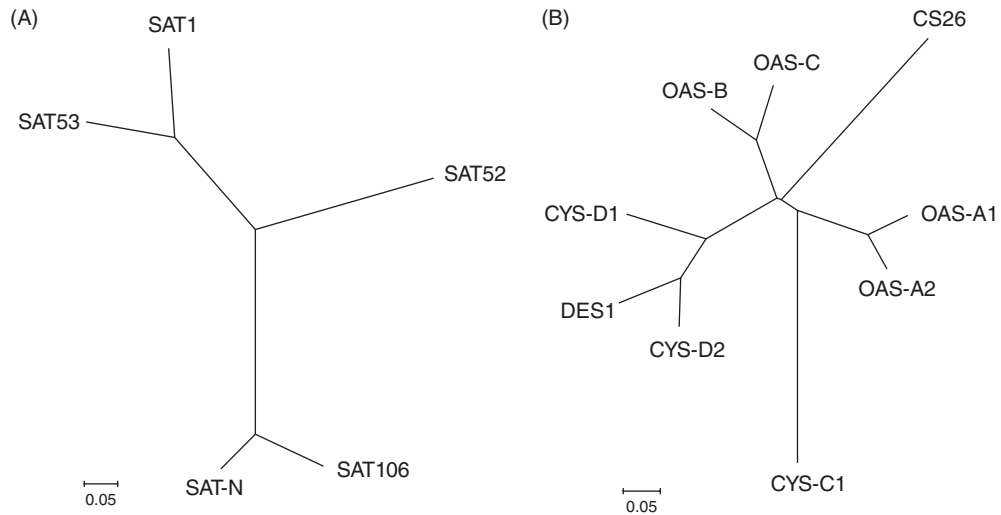 (A)
SAT1
SAT53
SAT52
SAT-N
SAT106
0.05
(B)
CS26
OAS-C
OAS-B
CYS-D1
OAS-A1
OAS-A2
DES1
CYS-D2
CYS-C1
0.05